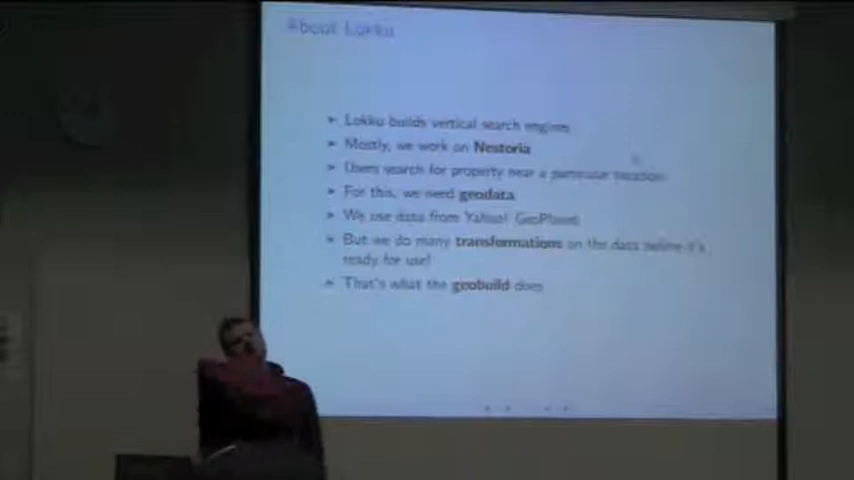 About Lokku
Lokku builds vertical search engines
Mostly, we work on Nestoria
Users search for property near a particular location
For this, we need geodata
We use data from Yahoo! GeoPlanet
But we do many transformations on the data before it's
ready for use!
That's what the geobuild does